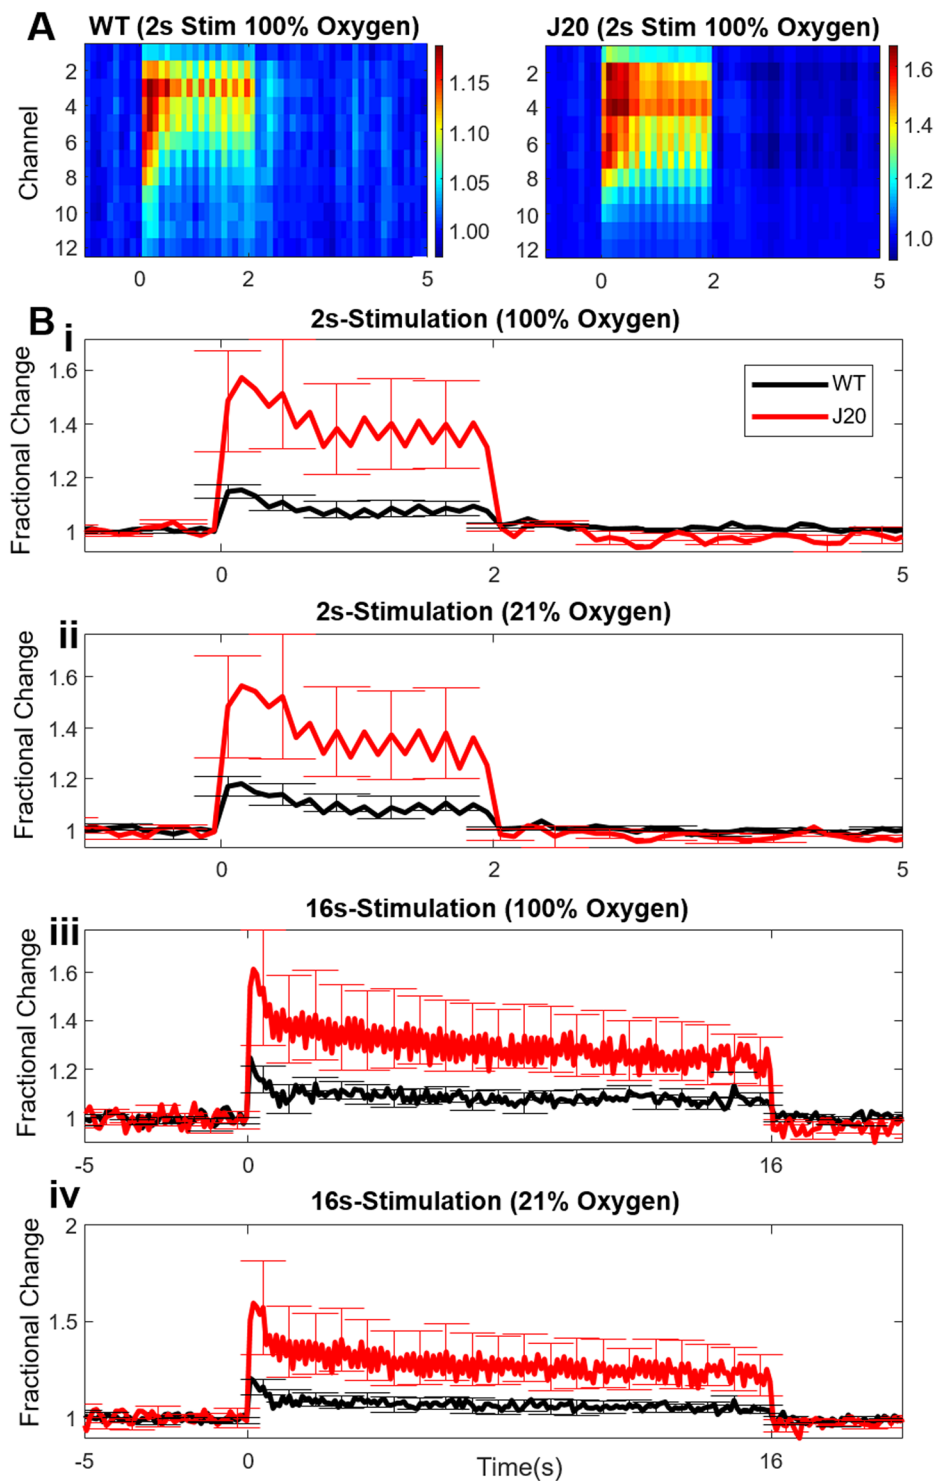 A
WT (2s Stim 100% Oxygen)
J20 (2s Stim 100% Oxygen)
Channel
2
4
6
8
10
12
0
2
5
1.15
1.10
1.05
1.00
2
4
6
8
10
12
0
2
5
1.6
1.4
1.2
1.0
B
i
2s-Stimulation (100% Oxygen)
Fractional Change
1.6
1.4
1.2
1
0
2
5
WT
J20
ii
2s-Stimulation (21% Oxygen)
Fractional Change
1.6
1.4
1.2
1
0
2
5
iii
16s-Stimulation (100% Oxygen)
Fractional Change
1.6
1.4
1.2
1
-5
0
16
iv
16s-Stimulation (21% Oxygen)
Fractional Change
2
1.5
1
-5
0
16
Time(s)